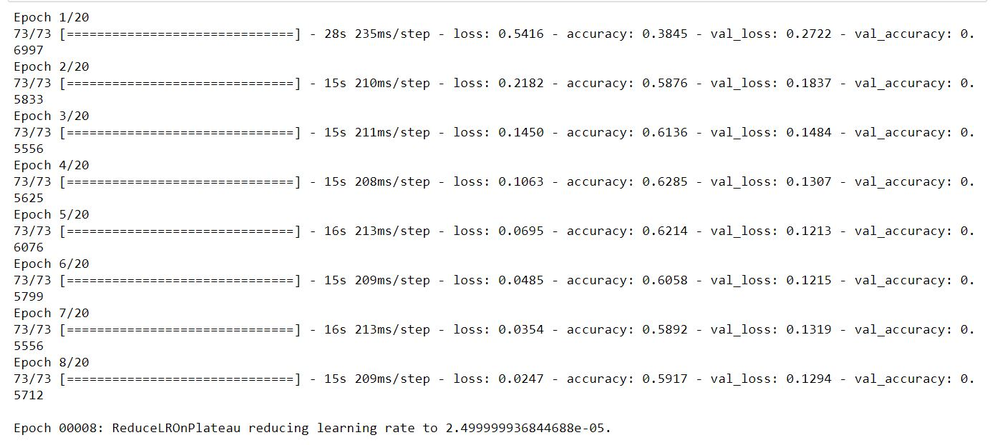 Epoch 1/20
73/73 [==============================] - 28s 235ms/step - loss: 0.5416 - accuracy: 0.3845 - val_loss: 0.2722 - val_accuracy: 0.
6997
Epoch 2/20
73/73 [==============================] - 15s 210ms/step - loss: 0.2182 - accuracy: 0.5876 - val_loss: 0.1837 - val_accuracy: 0.
5833
Epoch 3/20
73/73 [==============================] - 15s 211ms/step - loss: 0.1450 - accuracy: 0.6136 - val_loss: 0.1484 - val_accuracy: 0.
5556
Epoch 4/20
73/73 [==============================] - 15s 208ms/step - loss: 0.1063 - accuracy: 0.6285 - val_loss: 0.1307 - val_accuracy: 0.
5625
Epoch 5/20
73/73 [==============================] - 16s 213ms/step - loss: 0.0695 - accuracy: 0.6214 - val_loss: 0.1213 - val_accuracy: 0.
6076
Epoch 6/20
73/73 [==============================] - 15s 209ms/step - loss: 0.0485 - accuracy: 0.6058 - val_loss: 0.1215 - val_accuracy: 0.
5799
Epoch 7/20
73/73 [==============================] - 16s 213ms/step - loss: 0.0354 - accuracy: 0.5892 - val_loss: 0.1319 - val_accuracy: 0.
5556
Epoch 8/20
73/73 [==============================] - 15s 209ms/step - loss: 0.0247 - accuracy: 0.5917 - val_loss: 0.1294 - val_accuracy: 0.
5712
Epoch 00008: ReduceLROnPlateau reducing learning rate to 2.499999936844688e-05.